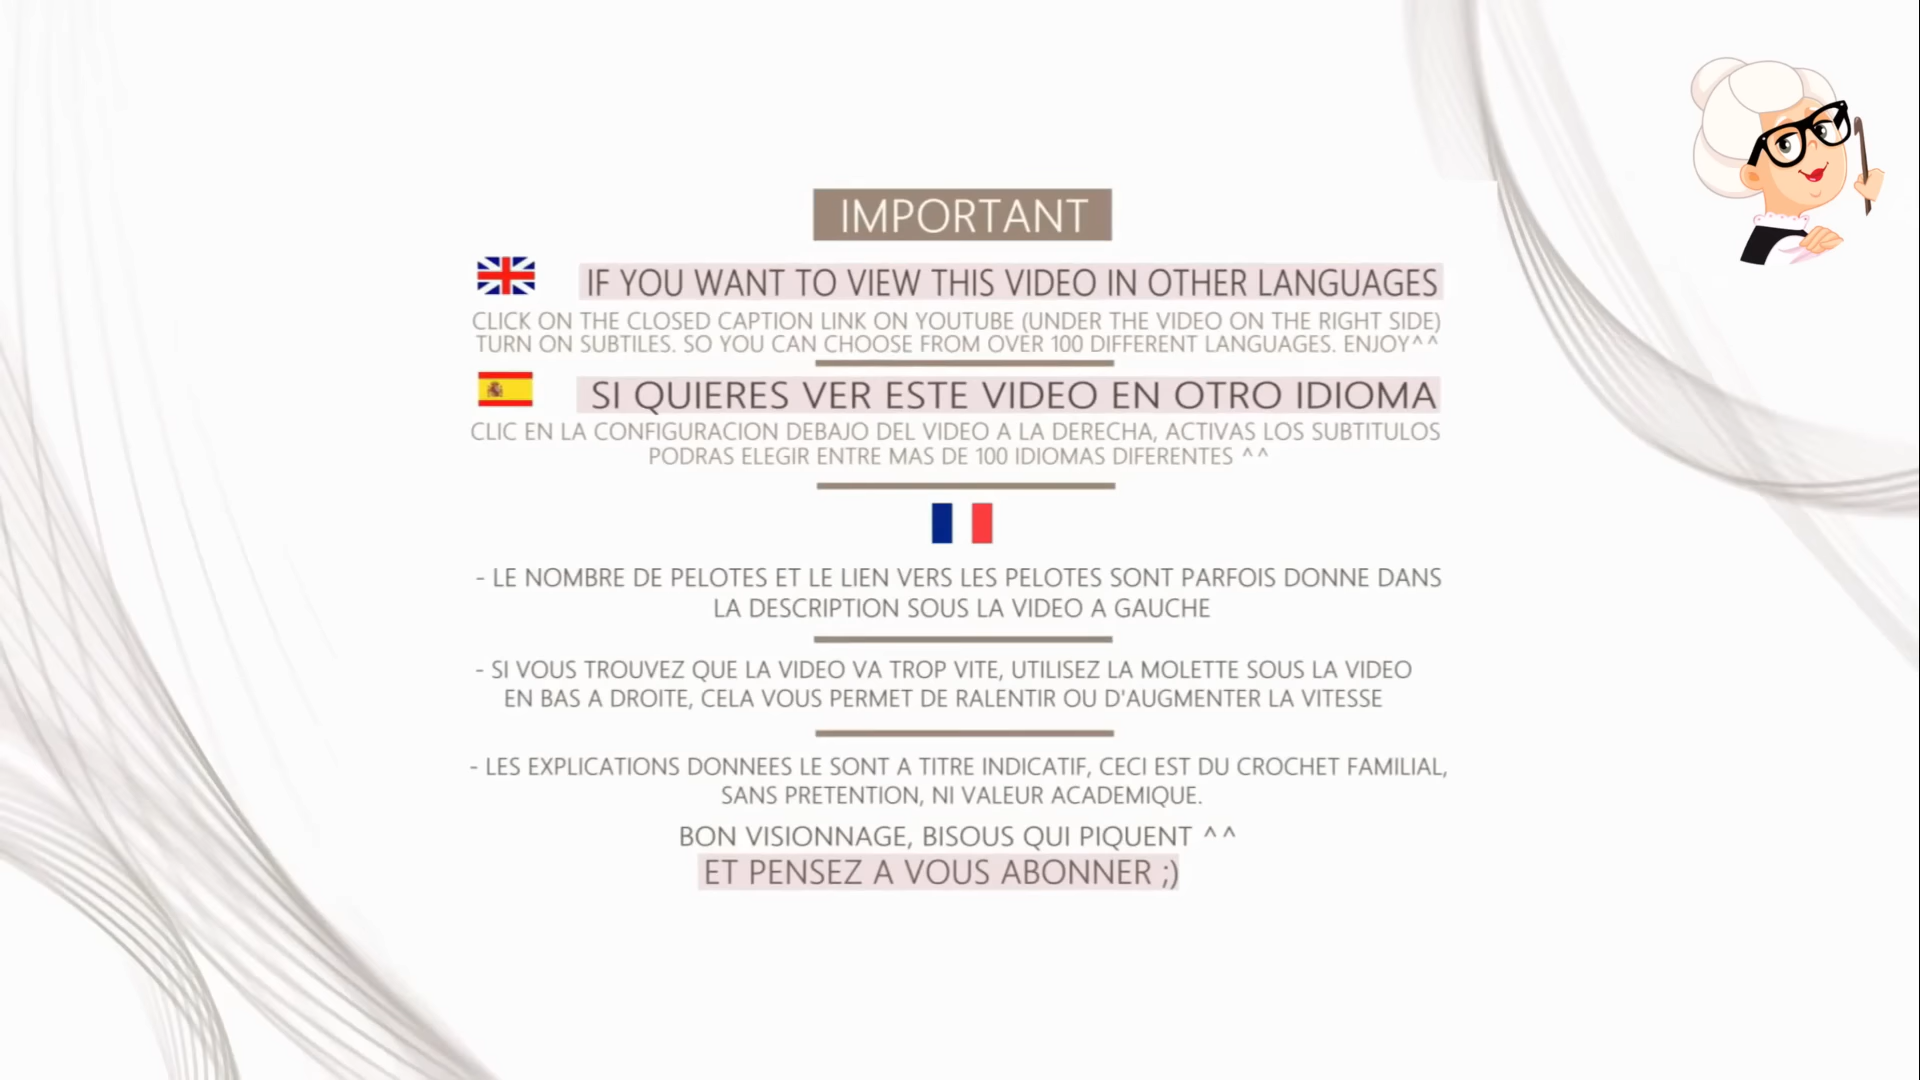 IMPORTANT
IF YOU WANT TO VIEW THIS VIDEO IN OTHER LANGUAGES
CLICK ON THE CLOSED CAPTION LINK ON YOUTUBE (UNDER THE VIDEO ON THE RIGHT SIDE)
TURN ON SUBTILES. SO YOU CAN CHOOSE FROM OVER 100 DIFFERENT LANGUAGES. ENJOY^^
SI QUIERES VER ESTE VIDEO EN OTRO IDIOMA
CLIC EN LA CONFIGURACION DEBAJO DEL VIDEO A LA DERECHA, ACTIVAS LOS SUBTITULOS
PODRAS ELEGIR ENTRE MAS DE 100 IDIOMAS DIFERENTES ^^
- LE NOMBRE DE PELOTES ET LE LIEN VERS LES PELOTES SONT PARFOIS DONNE DANS
LA DESCRIPTION SOUS LA VIDEO A GAUCHE
- SI VOUS TROUVEZ QUE LA VIDEO VA TROP VITE, UTILISEZ LA MOLETTE SOUS LA VIDEO
EN BAS A DROITE, CELA VOUS PERMET DE RALENTIR OU D'AUGMENTER LA VITESSE
- LES EXPLICATIONS DONNEES LE SONT A TITRE INDICATIF, CECI EST DU CROCHET FAMILIAL,
SANS PRETENTION, NI VALEUR ACADEMIQUE.
BON VISIONNAGE, BISOUS QUI PIQUENT ^^
ET PENSEZ A VOUS ABONNER ;)